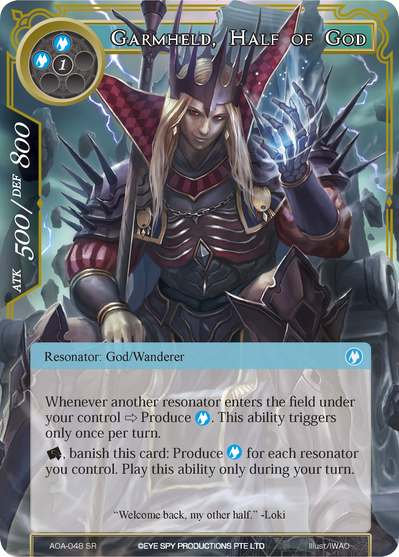 GARMHELD, HALF OF GOD
1
ATK 500/DEF 800
Resonator: God/Wanderer
Whenever another resonator enters the field under
your control ⇨ Produce . This ability triggers
only once per turn.
, banish this card: Produce for each resonator
you control. Play this ability only during your turn.
"Welcome back, my other half." -Loki
AOA-048 SR
©EYE SPY PRODUCTIONS PTE LTD
Illust/IWAO